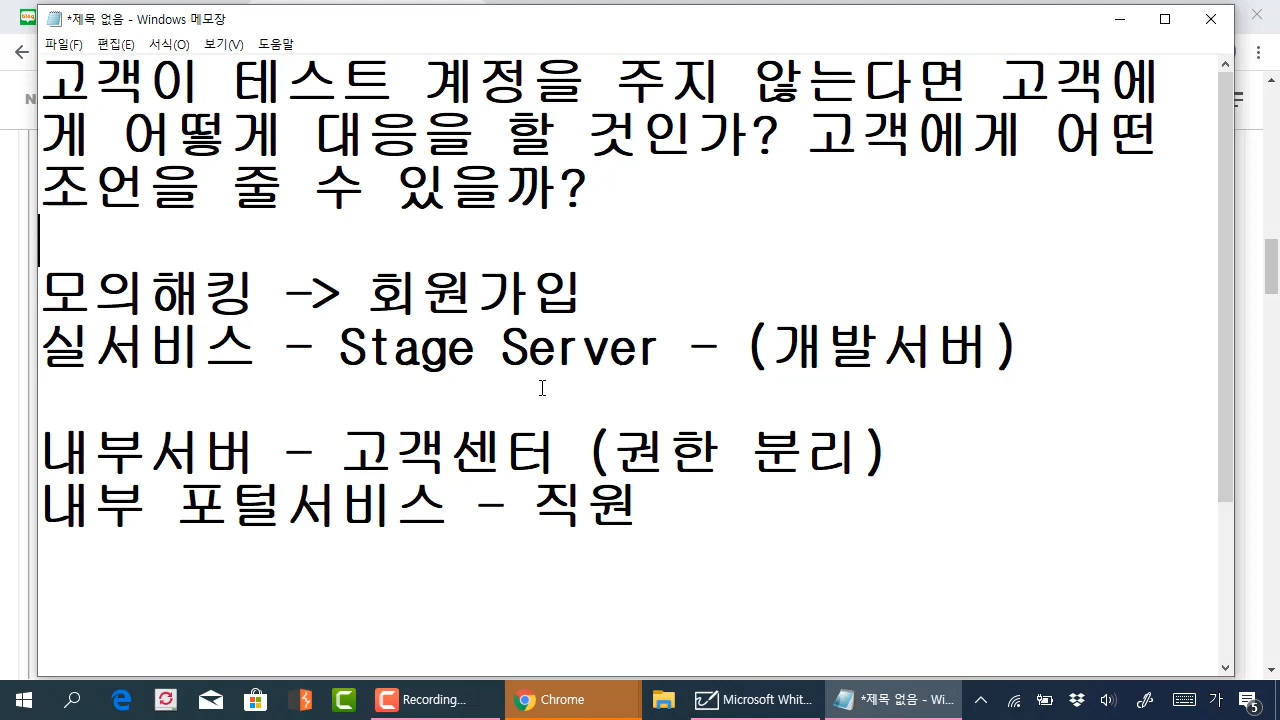 *제목 없음 - Windows 메모장
파일(F) 편집(E) 서식(O) 보기(V) 도움말
고객이 테스트 계정을 주지 않는다면 고객에
게 어떻게 대응을 할 것인가? 고객에게 어떤
조언을 줄 수 있을까?
모의해킹 -> 회원가입
실서비스 - Stage Server - (개발서버)
내부서버 - 고객센터 (권한 분리)
내부 포털서비스 - 직원
Recording...
Chrome
Microsoft Whit...
*제목 없음 - Wi...
가
5